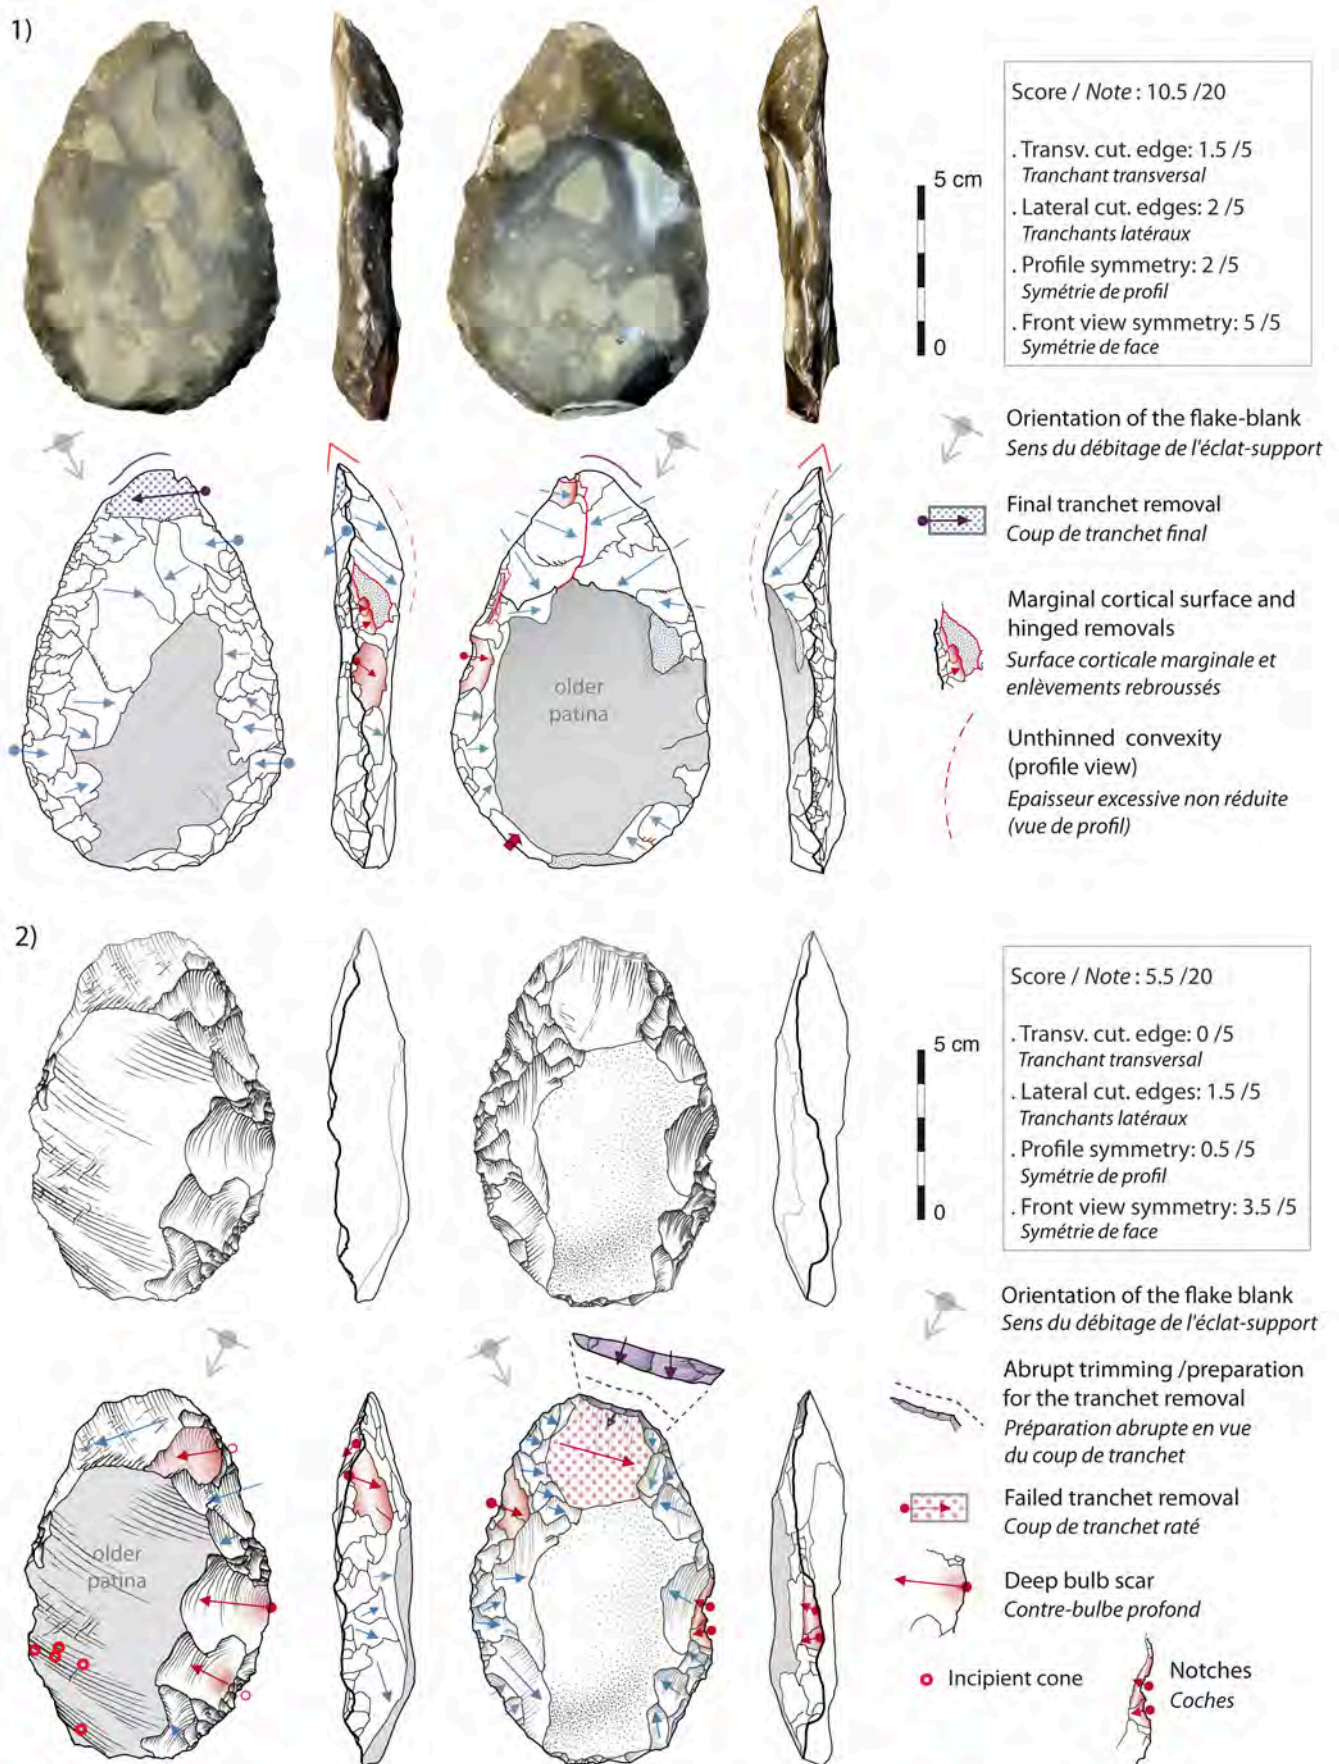 1)
Score / Note : 10.5 /20
. Transv. cut. edge: 1.5 /5
Tranchant transversal
. Lateral cut. edges: 2 /5
Tranchants latéraux
. Profile symmetry: 2 /5
Symétrie de profil
. Front view symmetry: 5 /5
Symétrie de face
5 cm
0
Orientation of the flake-blank
Sens du débitage de l'éclat-support
Final tranchet removal
Coup de tranchet final
Marginal cortical surface and
hinged removals
Surface corticale marginale et
enlèvements rebroussés
Unthinned convexity
(profile view)
Epaisseur excessive non réduite
(vue de profil)
older
patina
2)
Score / Note : 5.5 /20
. Transv. cut. edge: 0 /5
Tranchant transversal
. Lateral cut. edges: 1.5 /5
Tranchants latéraux
. Profile symmetry: 0.5 /5
Symétrie de profil
. Front view symmetry: 3.5 /5
Symétrie de face
5 cm
0
Orientation of the flake blank
Sens du débitage de l'éclat-support
Abrupt trimming /preparation
for the tranchet removal
Préparation abrupte en vue
du coup de tranchet
Failed tranchet removal
Coup de tranchet raté
Deep bulb scar
Contre-bulbe profond
older
patina
Incipient cone
Notches
Coches